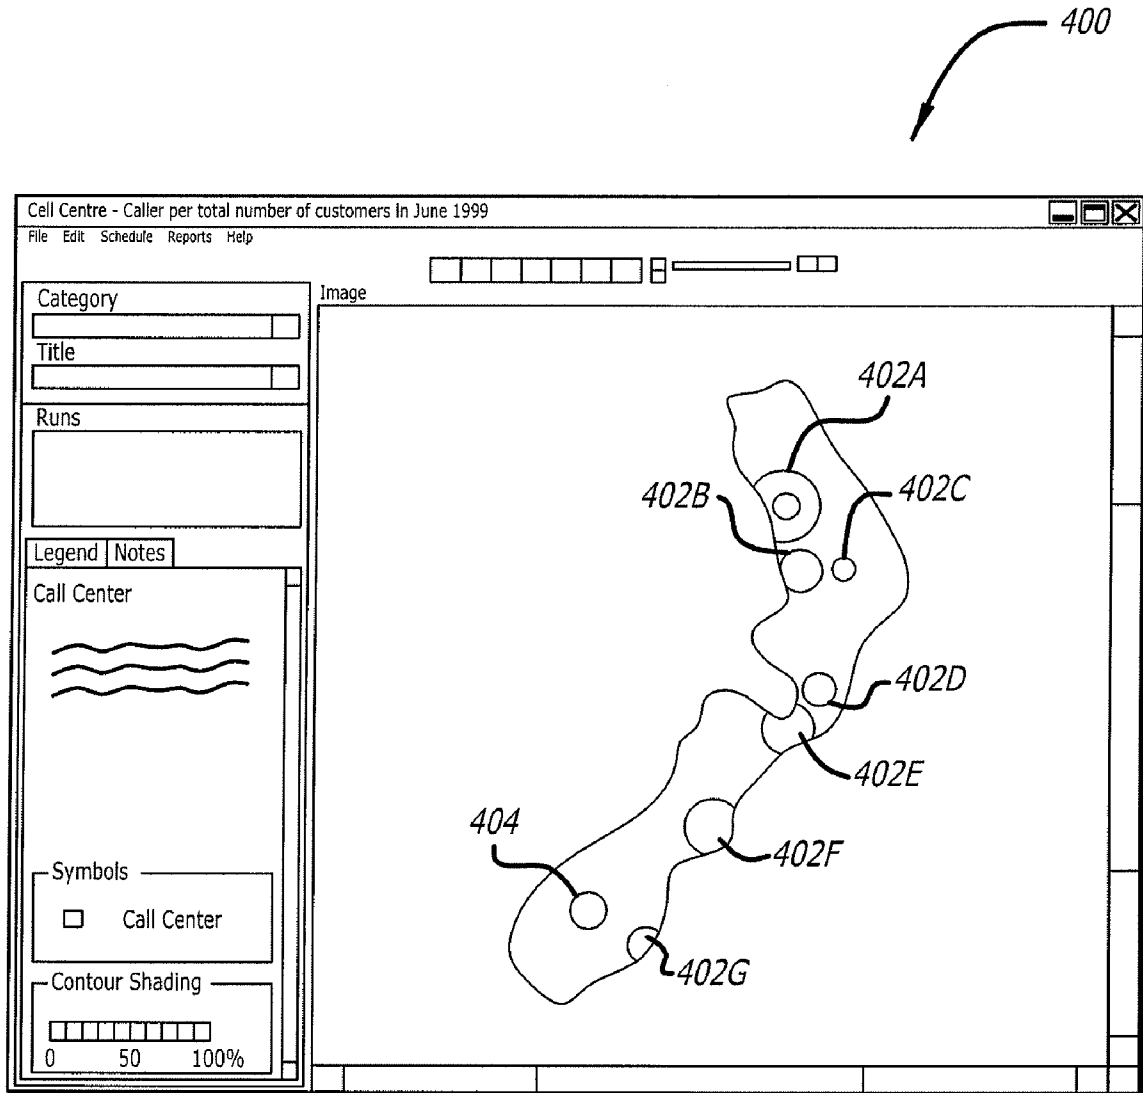 400
Cell Centre - Caller per total number of customers in June 1999
File Edit Schedule Reports Help
Category
Image
Title
Runs
Legend Notes
Call Center
Symbols
Call Center
Contour Shading
0 50 100%
402A
402B
402C
402D
402E
404
402F
402G